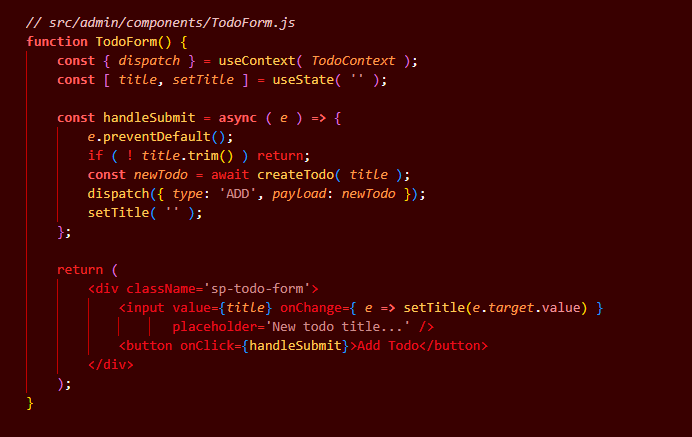 // src/admin/components/TodoForm.js
function TodoForm() {
    const { dispatch } = useContext( TodoContext );
    const [ title, setTitle ] = useState( '' );

    const handleSubmit = async ( e ) => {
        e.preventDefault();
        if ( ! title.trim() ) return;
        const newTodo = await createTodo( title );
        dispatch({ type: 'ADD', payload: newTodo });
        setTitle( '' );
    };

    return (
        <div className='sp-todo-form'>
            <input value={title} onChange={ e => setTitle(e.target.value) }
                   placeholder='New todo title...' />
            <button onClick={handleSubmit}>Add Todo</button>
        </div>
    );
}